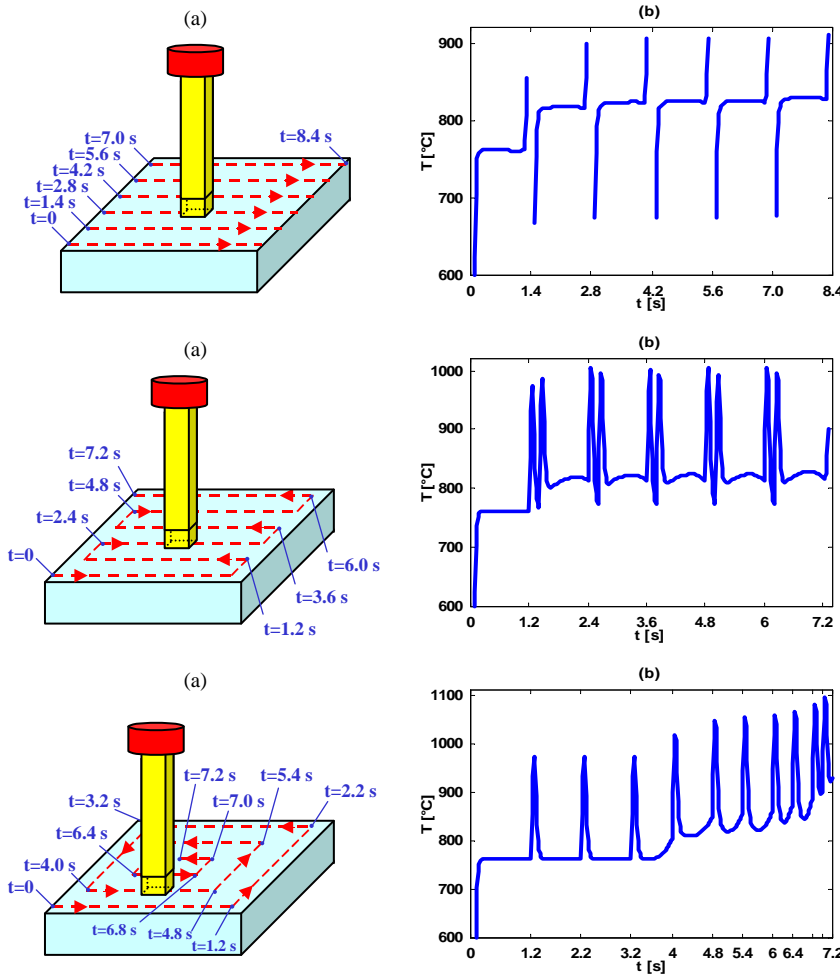 (a)
t=7.0 s
t=5.6 s
t=4.2 s
t=2.8 s
t=1.4 s
t=0
t=8.4 s
(b)
T [°C]
900
800
700
600
0 1.4 2.8 4.2 5.6 7.0 8.4
t [s]
(a)
t=7.2 s
t=4.8 s
t=2.4 s
t=0
t=6.0 s
t=3.6 s
t=1.2 s
(b)
T [°C]
1000
900
800
700
600
0 1.2 2.4 3.6 4.8 6 7.2
t [s]
(a)
t=7.2 s
t=5.4 s
t=7.0 s
t=2.2 s
t=3.2 s
t=6.4 s
t=4.0 s
t=0
t=6.8 s
t=4.8 s
t=1.2 s
(b)
T [°C]
1100
1000
900
800
700
600
0 1.2 2.2 3.2 4 4.8 5.4 6 6.4 7.2
t [s]